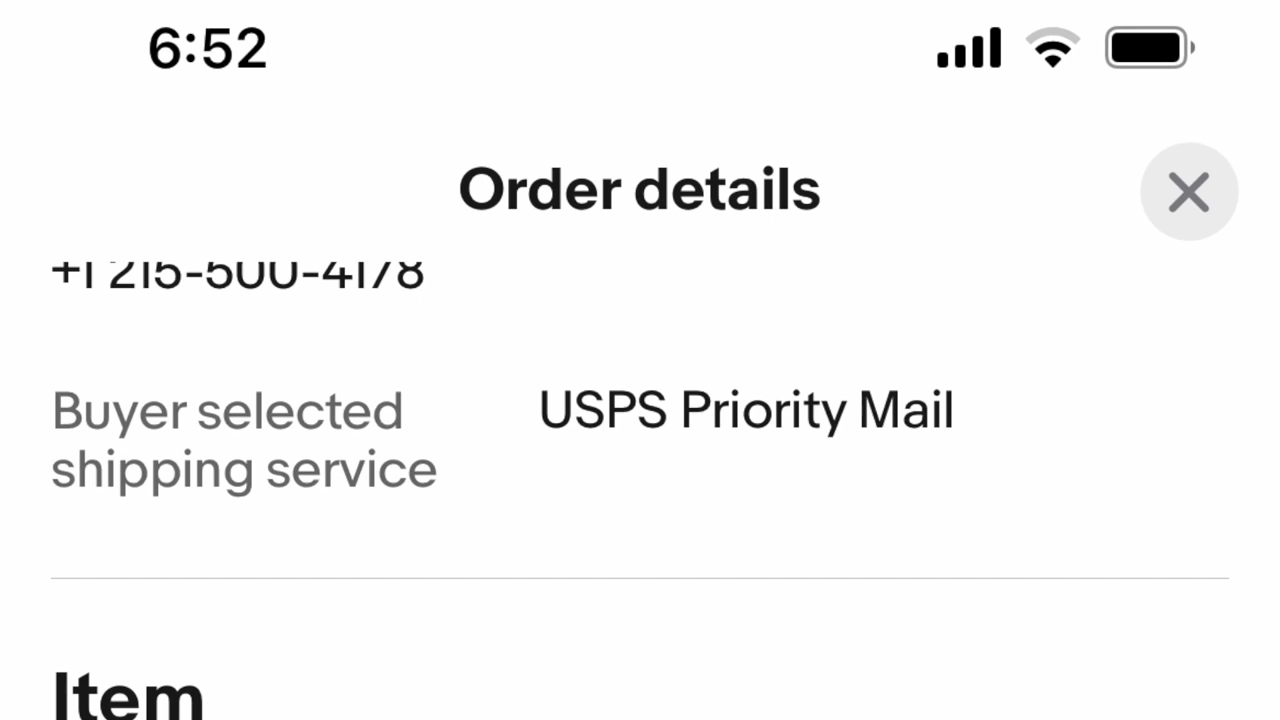 6:52
Order details
+1 215-500-4178
Buyer selected
shipping service
USPS Priority Mail
Item